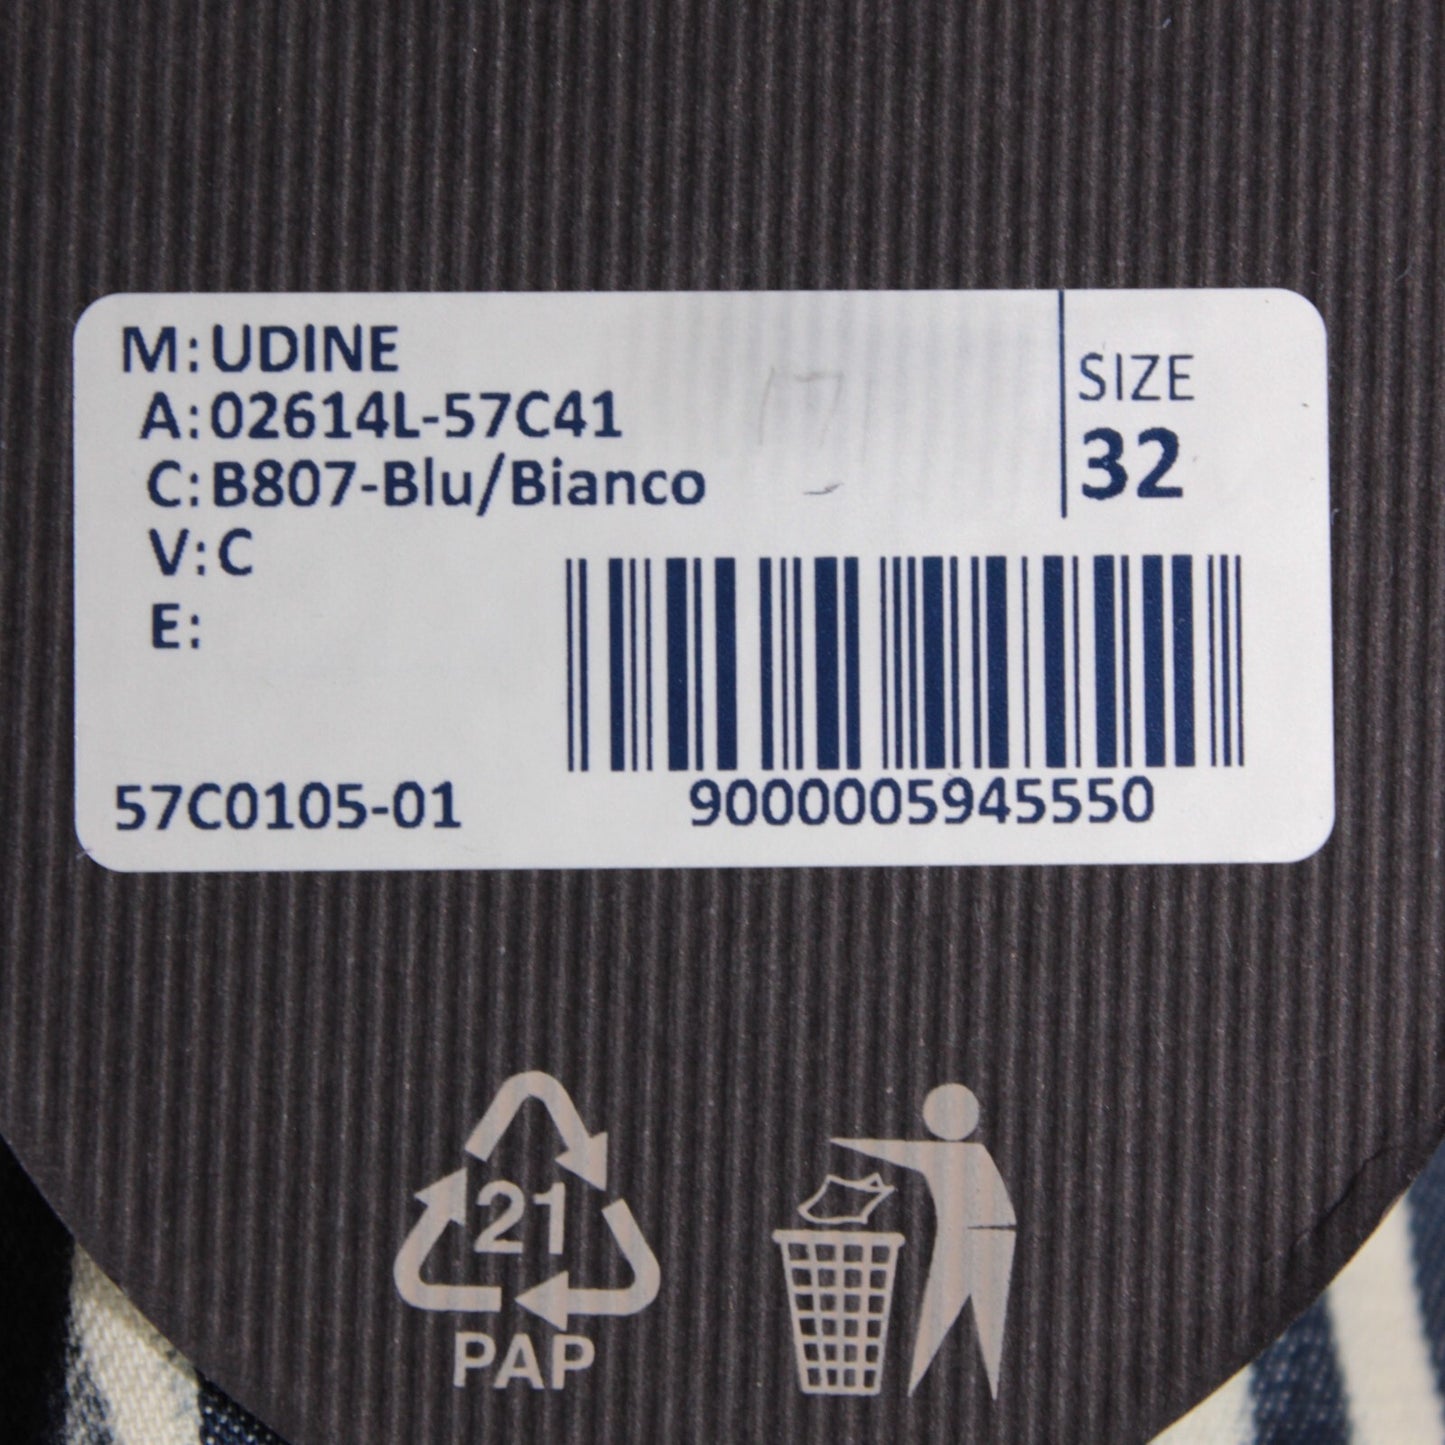 M: UDINE
A: 02614L-57C41
C: B807-Blu/Bianco
V: C
E:
SIZE
32
57C0105-01
9000005945550
21
PAP